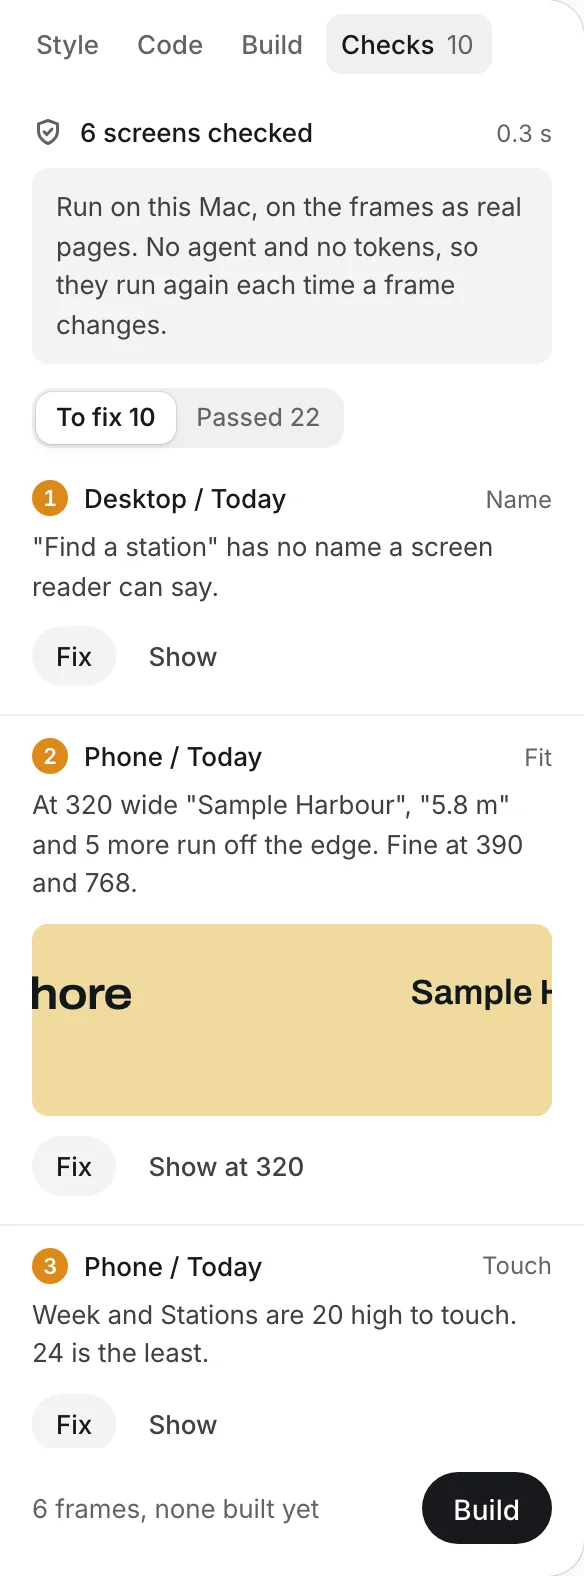 Style Code Build Checks 10
6 screens checked 0.3 s
Run on this Mac, on the frames as real
pages. No agent and no tokens, so
they run again each time a frame
changes.
To fix 10 Passed 22
1 Desktop / Today Name
"Find a station" has no name a screen
reader can say.
Fix Show
2 Phone / Today Fit
At 320 wide "Sample Harbour", "5.8 m"
and 5 more run off the edge. Fine at 390
and 768.
hore Sample H
Fix Show at 320
3 Phone / Today Touch
Week and Stations are 20 high to touch.
24 is the least.
Fix Show
6 frames, none built yet Build